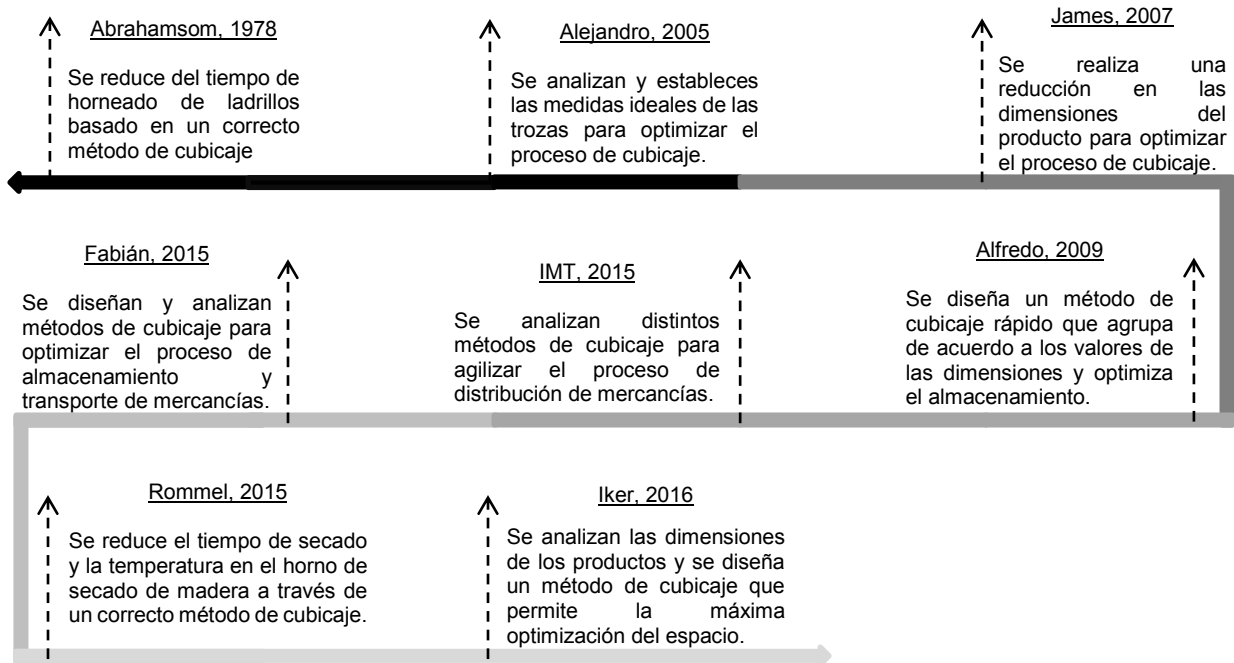 Abrahamsom, 1978
Se reduce del tiempo de
horneado de ladrillos
basado en un correcto
método de cubicaje
Alejandro, 2005
Se analizan y estableces
las medidas ideales de las
trozas para optimizar el
proceso de cubicaje.
James, 2007
Se realiza una
reducción en las
dimensiones del
producto para optimizar
el proceso de cubicaje.
Fabián, 2015
Se diseñan y analizan
métodos de cubicaje para
optimizar el proceso de
almacenamiento y
transporte de mercancías.
IMT, 2015
Se analizan distintos
métodos de cubicaje para
agilizar el proceso de
distribución de mercancías.
Alfredo, 2009
Se diseña un método de
cubicaje rápido que agrupa
de acuerdo a los valores de
las dimensiones y optimiza
el almacenamiento.
Rommel, 2015
Se reduce el tiempo de secado
y la temperatura en el horno de
secado de madera a través de
un correcto método de cubicaje.
Iker, 2016
Se analizan las dimensiones
de los productos y se diseña
un método de cubicaje que
permite la máxima
optimización del espacio.